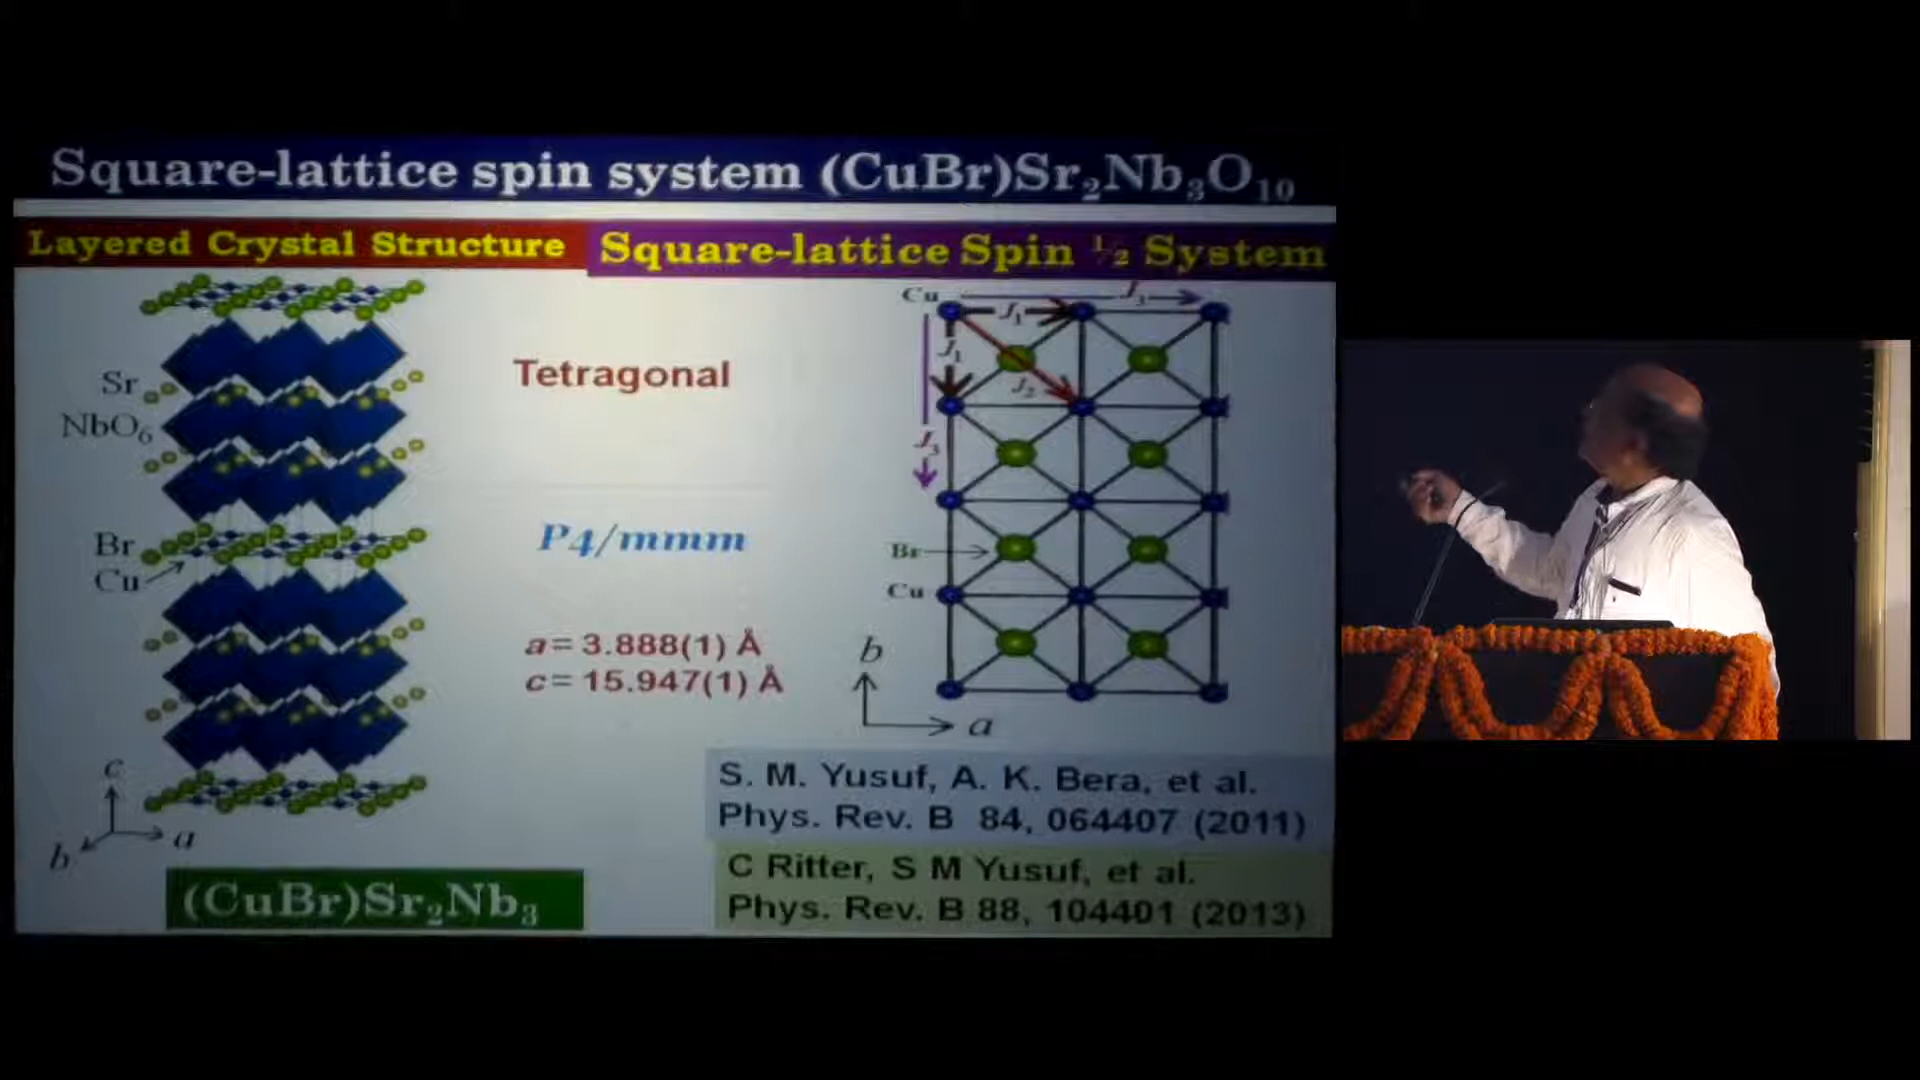 Square-lattice spin system (CuBr)Sr₂Nb₃O₁₀
Layered Crystal Structure
Square-lattice Spin ½ System
Sr
NbO₆
Br
Cu
c
a
b
(CuBr)Sr₂Nb₃
Tetragonal
P4/mmm
a= 3.888(1) Å
c= 15.947(1) Å
Cu
J₃
J₁
J₁
J₂
J₃
Br
Cu
b
a
S. M. Yusuf, A. K. Bera, et al.
Phys. Rev. B 84, 064407 (2011)
C Ritter, S M Yusuf, et al.
Phys. Rev. B 88, 104401 (2013)